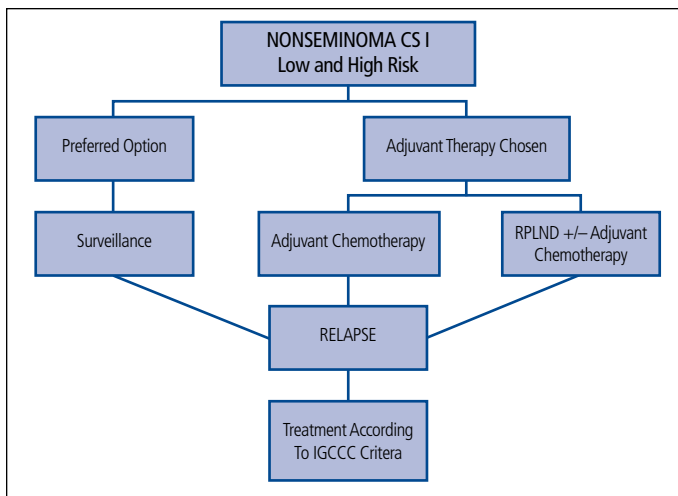 NONSEMINOMA CS I
Low and High Risk
Preferred Option
Adjuvant Therapy Chosen
Surveillance
Adjuvant Chemotherapy
RPLND +/– Adjuvant
Chemotherapy
RELAPSE
Treatment According
To IGCCC Critera